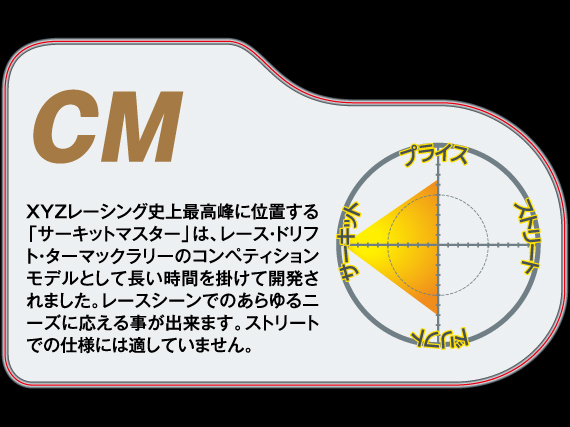 CM
XYZレーシング史上最高峰に位置する
「サーキットマスター」は、レース・ドリフ
ト・ターマックラリーのコンペティション
モデルとして長い時間を掛けて開発さ
れました。レースシーンでのあらゆるニ
ーズに応える事が出来ます。ストリート
での仕様には適していません。
プライス
ストリート
サーキット
ドリフト